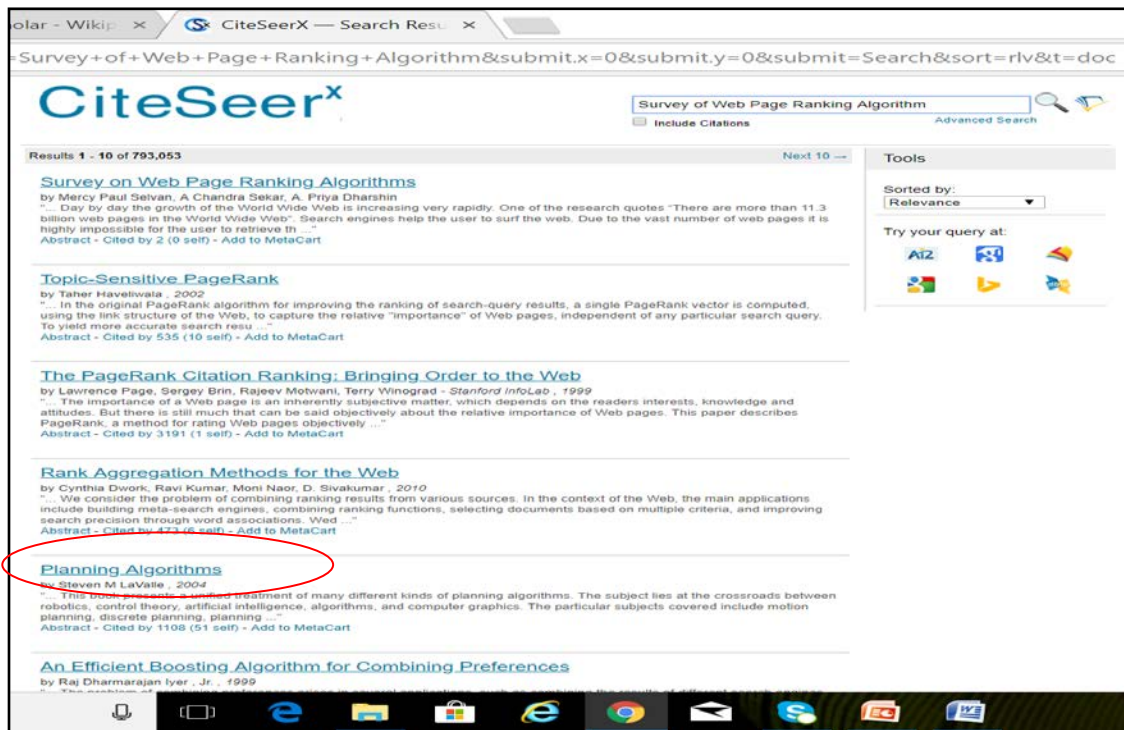 olar - Wikip × CiteSeerX — Search Resu ×
=Survey+of+Web+Page+Ranking+Algorithm&submit.x=0&submit.y=0&submit=Search&sort=rlv&t=doc
CiteSeerx
Survey of Web Page Ranking Algorithm
Include Citations
Advanced Search
Results 1 - 10 of 793,053
Next 10 →
Survey on Web Page Ranking Algorithms
by Mercy Paul Selvan, A Chandra Sekar, A. Priya Dharshin
"... Day by day the growth of the World Wide Web is increasing very rapidly. One of the research quotes "There are more than 11.3
billion web pages in the World Wide Web". Search engines help the user to surf the web. Due to the vast number of web pages it is
highly impossible for the user to retrieve th ..."
Abstract - Cited by 2 (0 self) - Add to MetaCart
Topic-Sensitive PageRank
by Taher Haveliwala , 2002
"... In the original PageRank algorithm for improving the ranking of search-query results, a single PageRank vector is computed,
using the link structure of the Web, to capture the relative "importance" of Web pages, independent of any particular search query.
To yield more accurate search resu ..."
Abstract - Cited by 535 (10 self) - Add to MetaCart
The PageRank Citation Ranking: Bringing Order to the Web
by Lawrence Page, Sergey Brin, Rajeev Motwani, Terry Winograd - Stanford InfoLab , 1999
"... The importance of a Web page is an inherently subjective matter, which depends on the readers interests, knowledge and
attitudes. But there is still much that can be said objectively about the relative importance of Web pages. This paper describes
PageRank, a method for rating Web pages objectively ..."
Abstract - Cited by 3191 (1 self) - Add to MetaCart
Rank Aggregation Methods for the Web
by Cynthia Dwork, Ravi Kumar, Moni Naor, D. Sivakumar , 2010
"... We consider the problem of combining ranking results from various sources. In the context of the Web, the main applications
include building meta-search engines, combining ranking functions, selecting documents based on multiple criteria, and improving
search precision through word associations. Wed ..."
Abstract - Cited by 473 (6 self) - Add to MetaCart
Planning Algorithms
by Steven M LaValle , 2004
"... This book presents a unified treatment of many different kinds of planning algorithms. The subject lies at the crossroads between
robotics, control theory, artificial intelligence, algorithms, and computer graphics. The particular subjects covered include motion
planning, discrete planning, planning ..."
Abstract - Cited by 1108 (51 self) - Add to MetaCart
An Efficient Boosting Algorithm for Combining Preferences
by Raj Dharmarajan Iyer , Jr. , 1999
Tools
Sorted by:
Relevance
Try your query at:
AI2